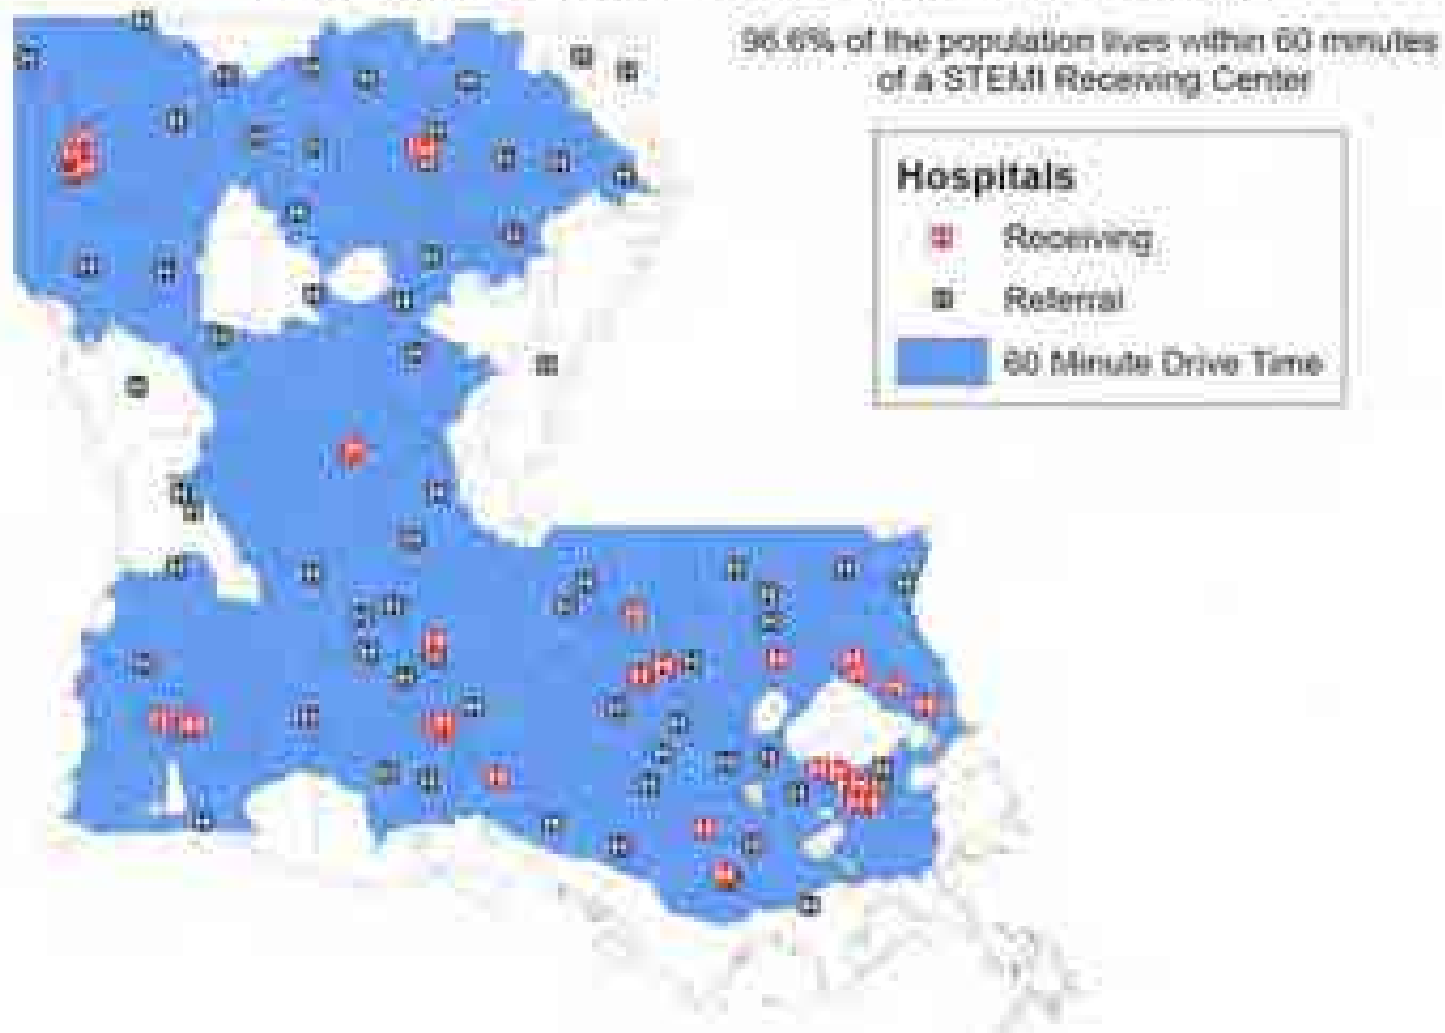 96.6% of the population lives within 60 minutes
of a STEMI Receiving Center
Hospitals
Receiving
Referral
60 Minute Drive Time